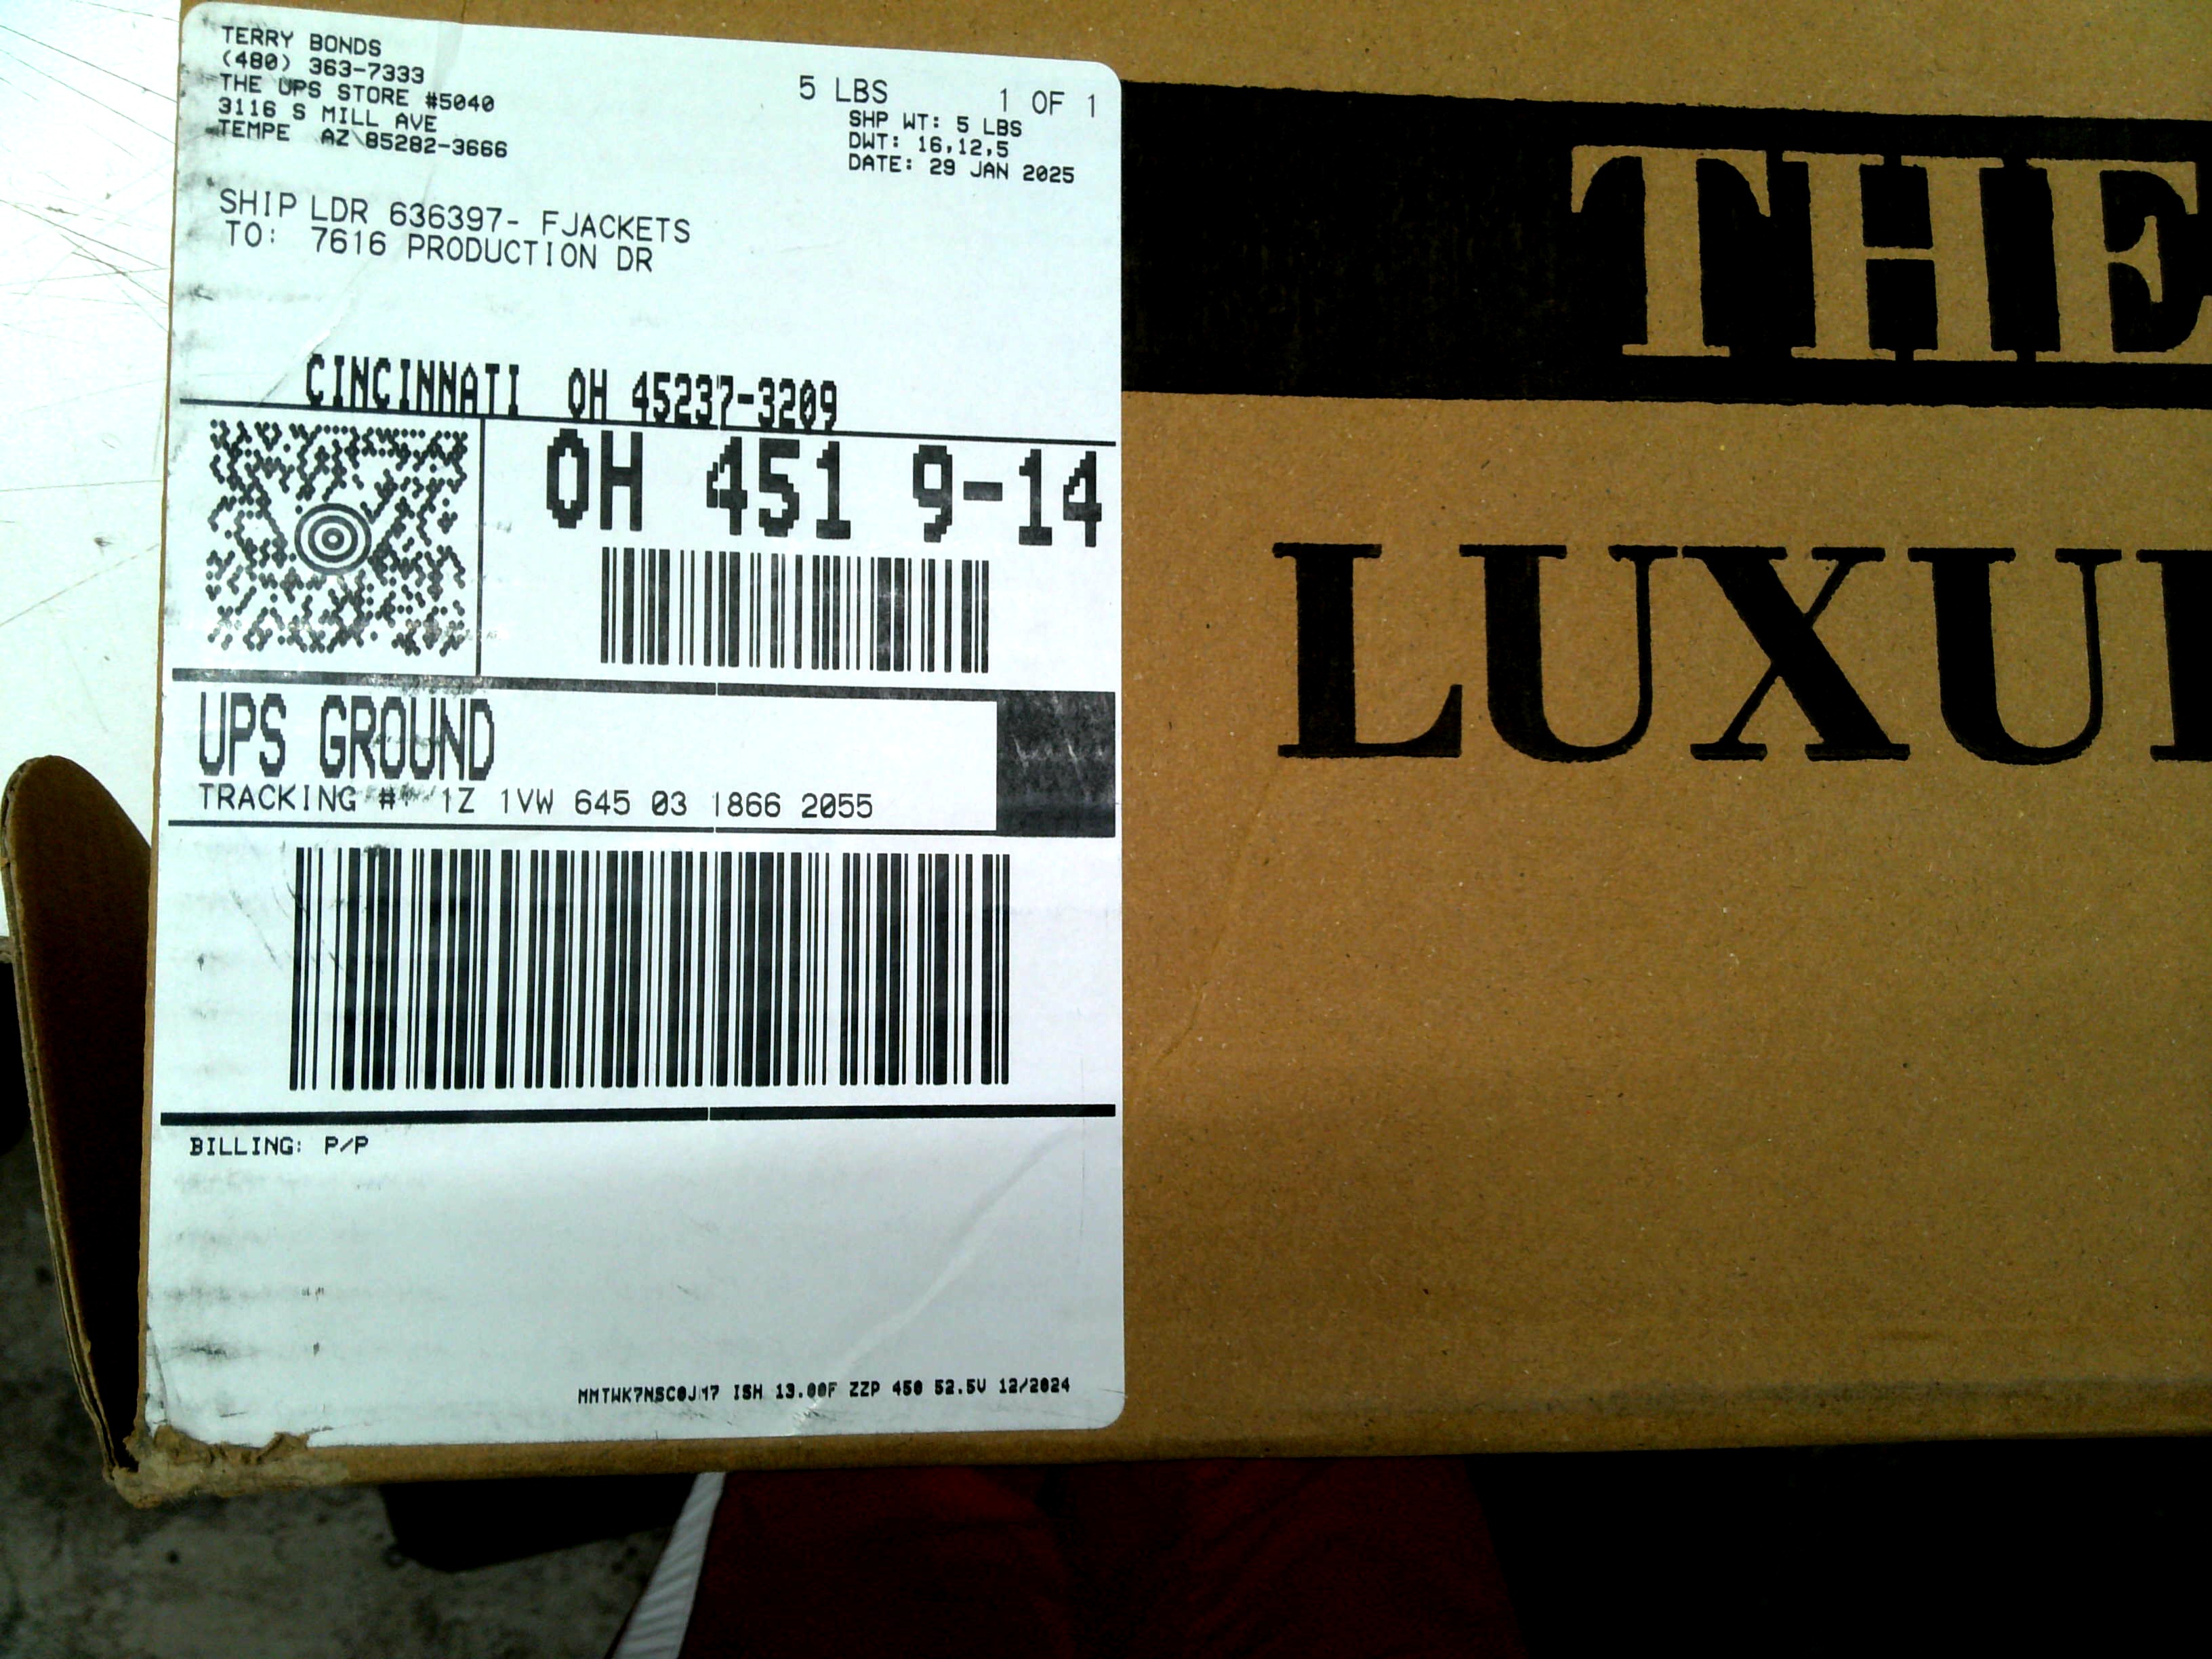 TERRY BONDS
(480) 363-7333
THE UPS STORE #5040
3116 S MILL AVE
TEMPE AZ 85282-3666
5 LBS 1 OF 1
SHP WT: 5 LBS
DWT: 16,12,5
DATE: 29 JAN 2025
SHIP LDR 636397- FJACKETS
TO: 7616 PRODUCTION DR
CINCINNATI OH 45237-3209
OH 451 9-14
UPS GROUND
TRACKING #: 1Z 1VW 645 03 1866 2055
BILLING: P/P
MMTWK7NSC0J17 ISH 13.00F ZZP 450 52.5V 12/2024
THE
LUXU